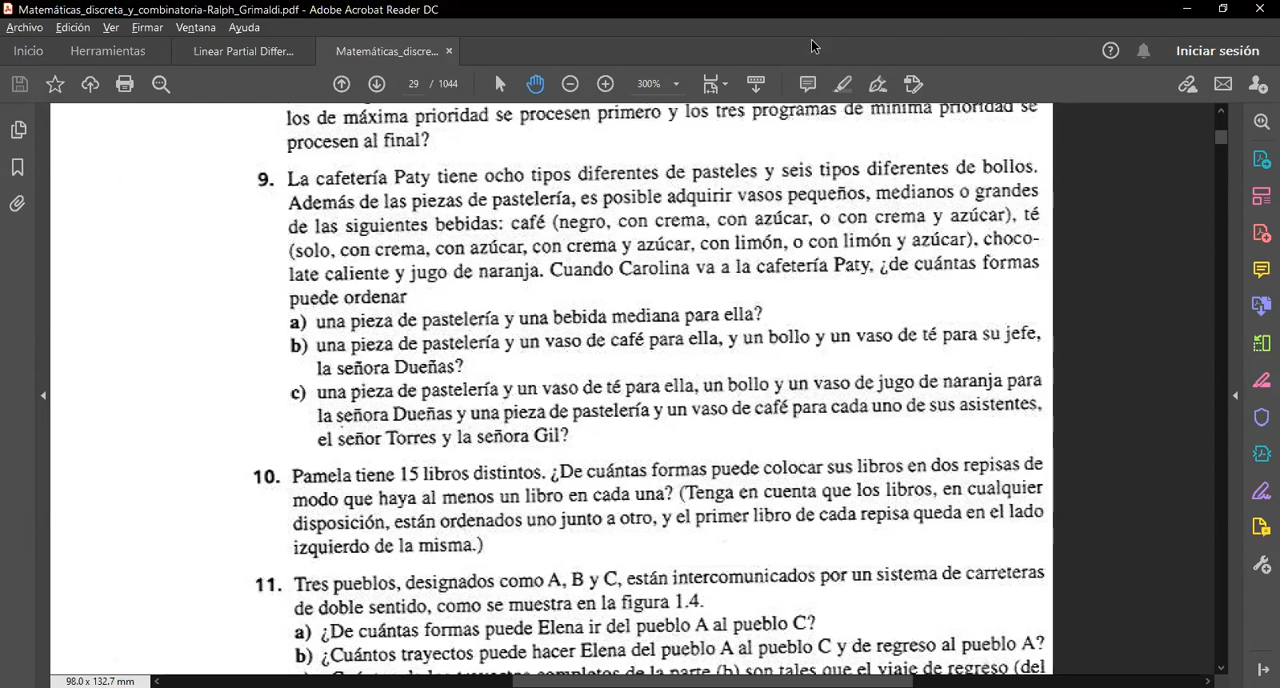 Matemáticas_discreta_y_combinatoria-Ralph_Grimaldi.pdf - Adobe Acrobat Reader DC
Archivo Edición Ver Firmar Ventana Ayuda
Inicio Herramientas Linear Partial Differ... Matemáticas_discre... × Iniciar sesión
29 / 1044 300%
los de máxima prioridad se procesen primero y los tres programas de mínima prioridad se
procesen al final?
9. La cafetería Paty tiene ocho tipos diferentes de pasteles y seis tipos diferentes de bollos.
Además de las piezas de pastelería, es posible adquirir vasos pequeños, medianos o grandes
de las siguientes bebidas: café (negro, con crema, con azúcar, o con crema y azúcar), té
(solo, con crema, con azúcar, con crema y azúcar, con limón, o con limón y azúcar), choco-
late caliente y jugo de naranja. Cuando Carolina va a la cafetería Paty, ¿de cuántas formas
puede ordenar
a) una pieza de pastelería y una bebida mediana para ella?
b) una pieza de pastelería y un vaso de café para ella, y un bollo y un vaso de té para su jefe,
la señora Dueñas?
c) una pieza de pastelería y un vaso de té para ella, un bollo y un vaso de jugo de naranja para
la señora Dueñas y una pieza de pastelería y un vaso de café para cada uno de sus asistentes,
el señor Torres y la señora Gil?
10. Pamela tiene 15 libros distintos. ¿De cuántas formas puede colocar sus libros en dos repisas de
modo que haya al menos un libro en cada una? (Tenga en cuenta que los libros, en cualquier
disposición, están ordenados uno junto a otro, y el primer libro de cada repisa queda en el lado
izquierdo de la misma.)
11. Tres pueblos, designados como A, B y C, están intercomunicados por un sistema de carreteras
de doble sentido, como se muestra en la figura 1.4.
a) ¿De cuántas formas puede Elena ir del pueblo A al pueblo C?
b) ¿Cuántos trayectos puede hacer Elena del pueblo A al pueblo C y de regreso al pueblo A?
trayectos completos de la parte (b) son tales que el viaje de regreso (del
98.0 x 132.7 mm